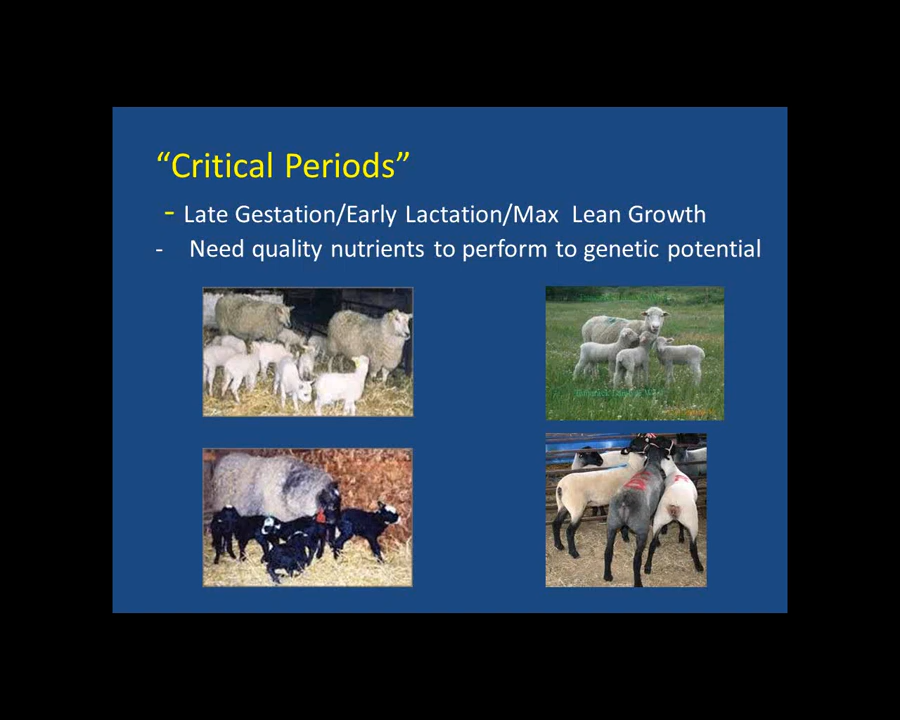 “Critical Periods”
- Late Gestation/Early Lactation/Max Lean Growth
- Need quality nutrients to perform to genetic potential